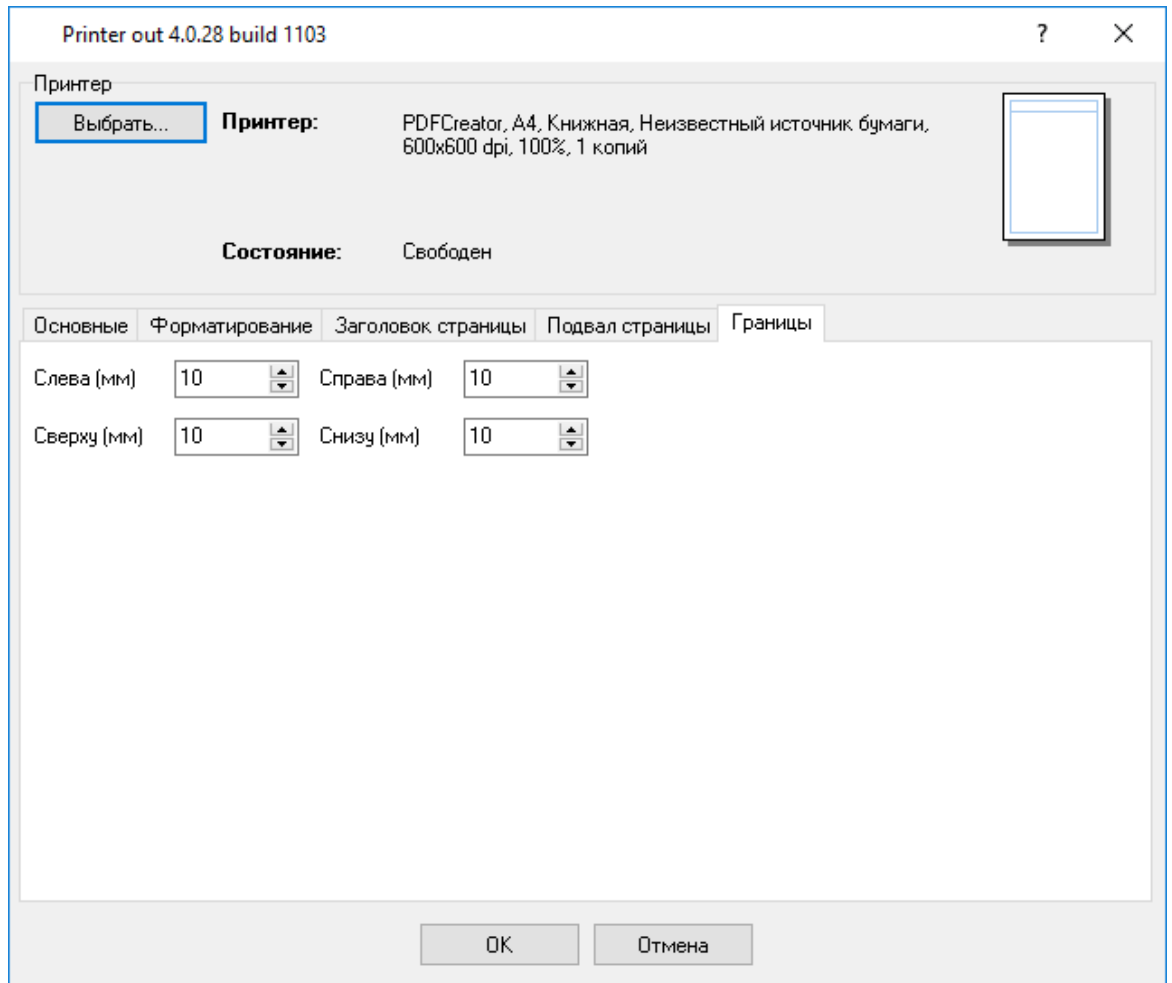 Printer out 4.0.28 build 1103
?
Принтер
Выбрать... Принтер: PDFCreator, A4, Книжная, Неизвестный источник бумаги,
600x600 dpi, 100%, 1 копий
Состояние: Свободен
Основные Форматирование Заголовок страницы Подвал страницы Границы
Слева (мм) 10 Справа (мм) 10
Сверху (мм) 10 Снизу (мм) 10
OK Отмена